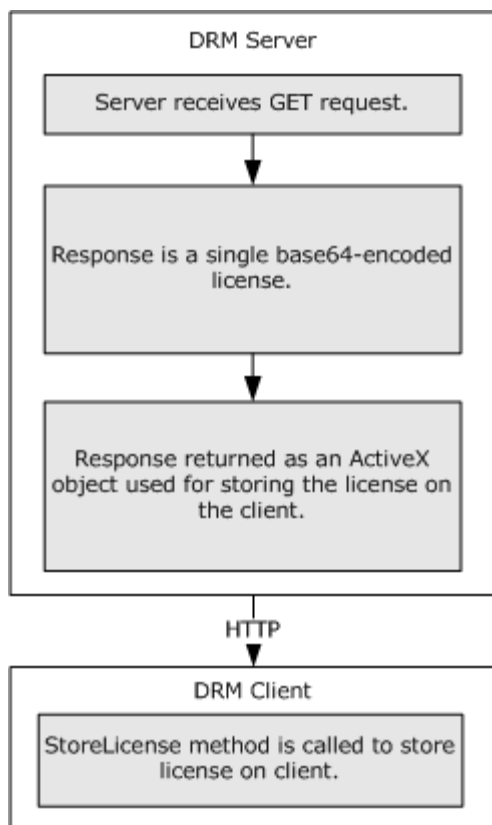 DRM Server
Server receives GET request.
Response is a single base64-encoded
license.
Response returned as an ActiveX
object used for storing the license on
the client.
HTTP
DRM Client
StoreLicense method is called to store
license on client.